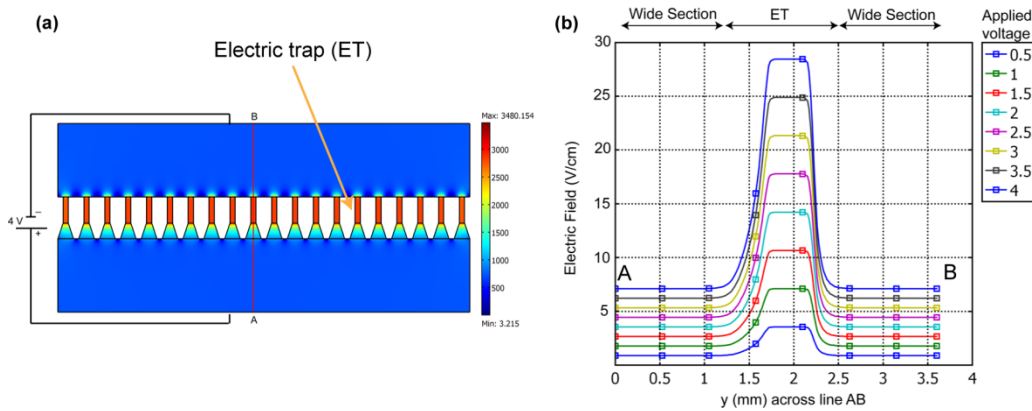 (a)
Electric trap (ET)
B
Max: 3480.154
3000
2500
2000
1500
1000
500
Min: 3.215
4 V
−
+
A
(b)
Wide Section
ET
Wide Section
Applied
voltage
0.5
1
1.5
2
2.5
3
3.5
4
Electric Field (V/cm)
30
25
20
15
10
5
A
B
0 0.5 1 1.5 2 2.5 3 3.5 4
y (mm) across line AB